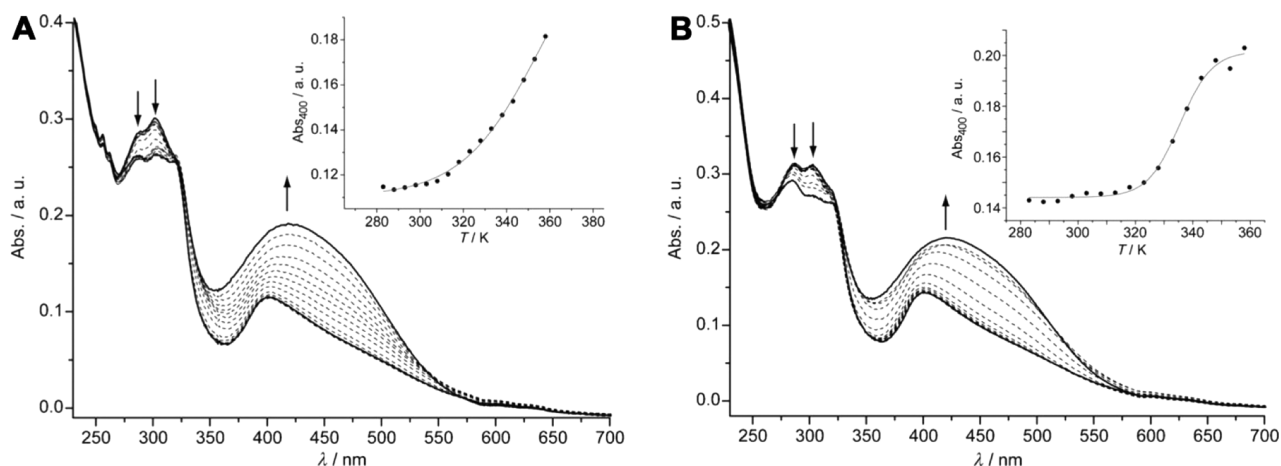 A
0.4
0.3
0.2
0.1
0.0
Abs. / a. u.
250 300 350 400 450 500 550 600 650 700
λ / nm
0.18
0.16
0.14
0.12
Abs400 / a. u.
280 300 320 340 360 380
T / K
B
0.5
0.4
0.3
0.2
0.1
0.0
Abs. / a. u.
250 300 350 400 450 500 550 600 650 700
λ / nm
0.20
0.18
0.16
0.14
Abs400 / a. u.
280 300 320 340 360
T / K